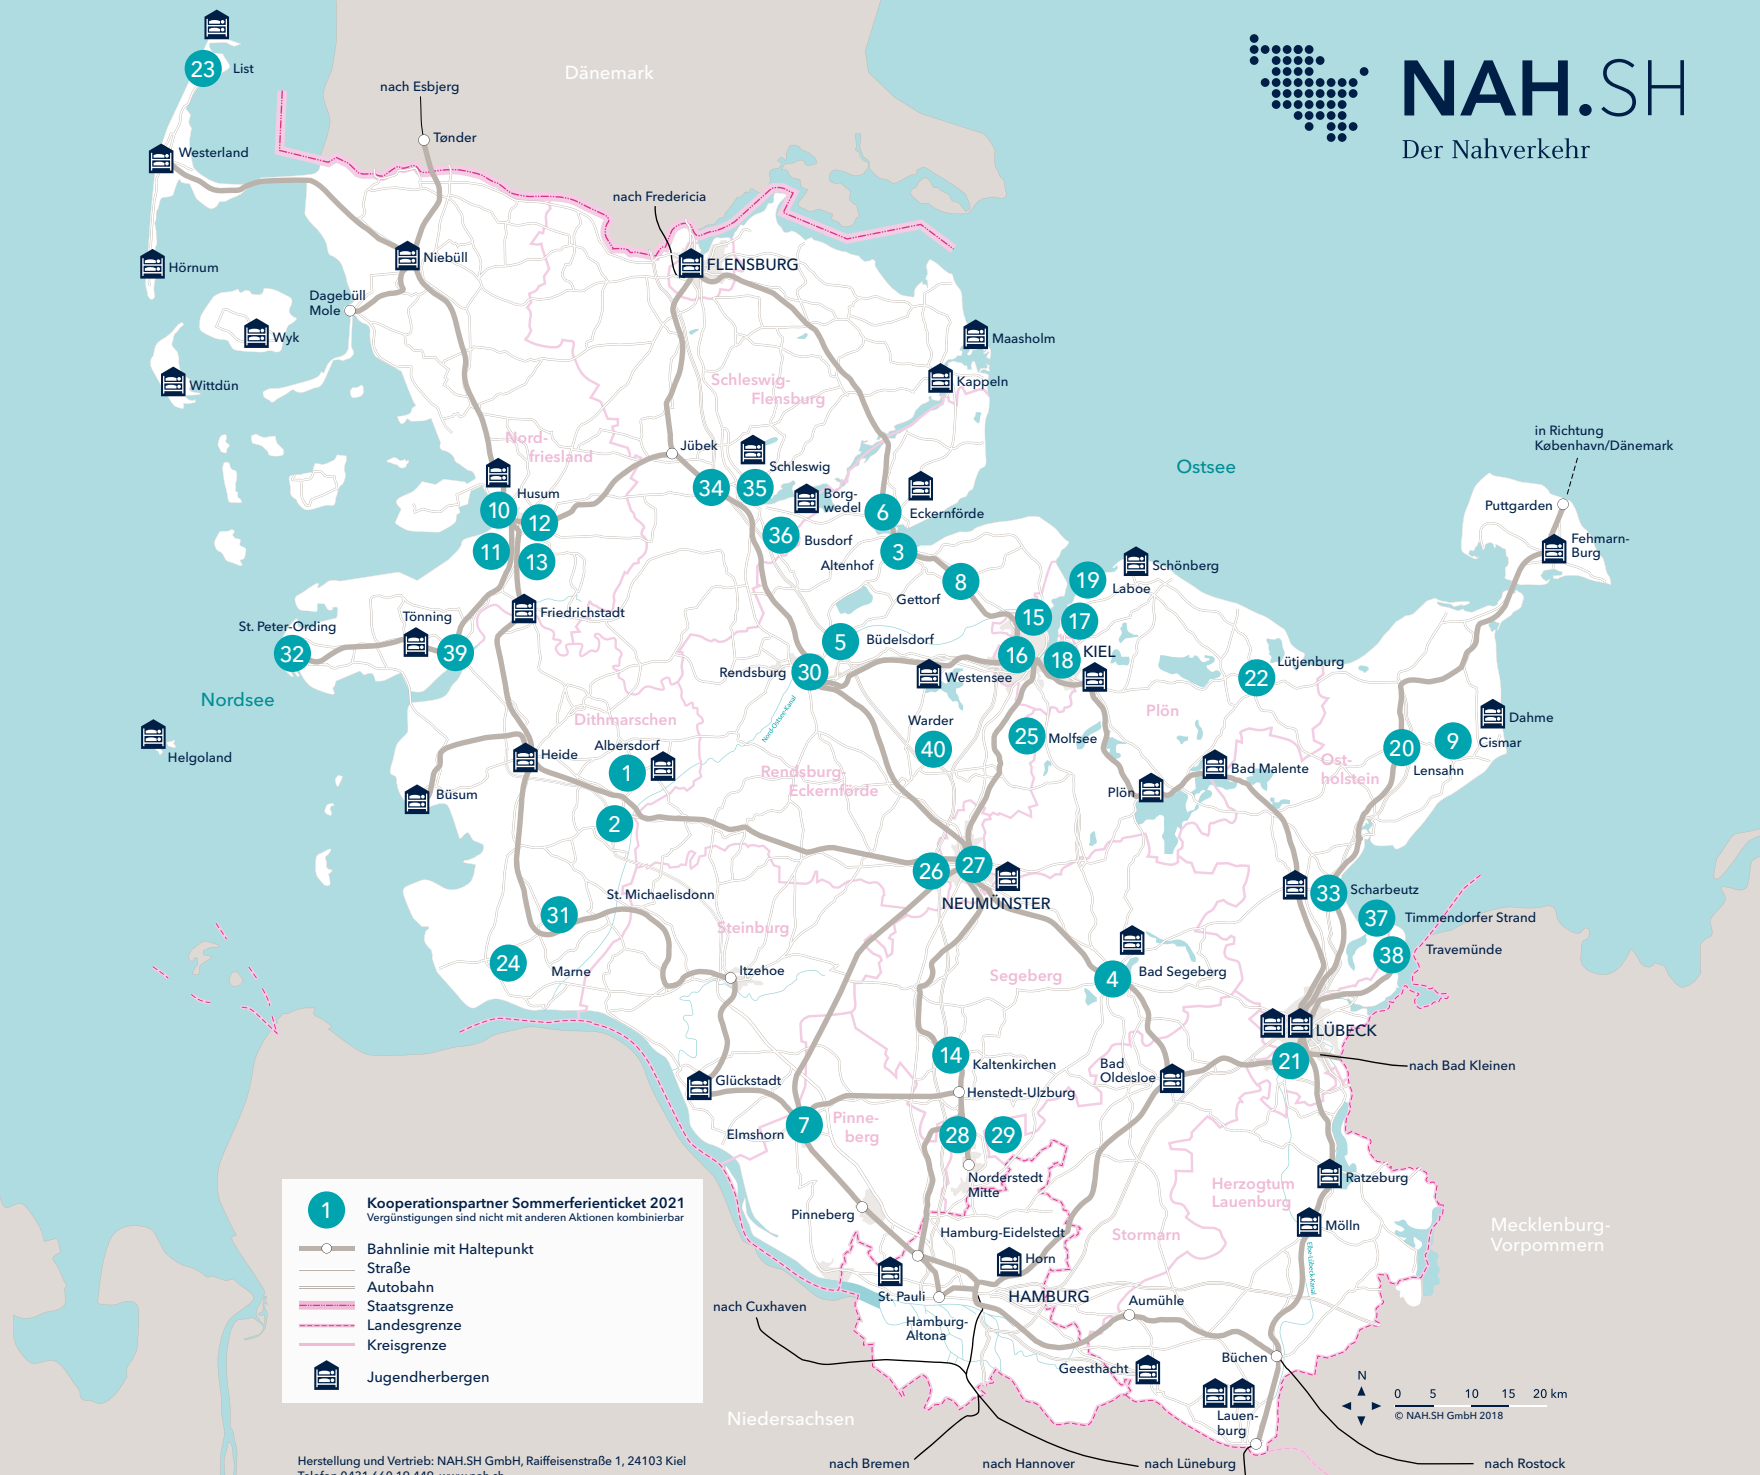 23
List
Dänemark
nach Esbjerg
Tønder
NAH.SH
Der Nahverkehr
Westerland
nach Fredericia
Niebüll
FLENSBURG
Hörnum
Dagebüll
Mole
Wyk
Maasholm
Wittdün
Kappeln
Schleswig-
Flensburg
Nord-
friesland
Jübek
Schleswig
in Richtung
København/Dänemark
Ostsee
Husum
34
35
Borg-
wedel
6
Eckernförde
Puttgarden
10
12
36
Busdorf
Fehmarn-
Burg
11
13
3
Altenhof
Schönberg
8
Gettorf
19
Laboe
Friedrichstadt
Tönning
St. Peter-Ording
32
39
15
17
5
Büdelsdorf
16
18
KIEL
Rendsburg
30
Westensee
22
Lütjenburg
Nordsee
Nord-Ostsee-Kanal
Dithmarschen
Plön
Warder
40
25
Molfsee
Dahme
Helgoland
Heide
Albersdorf
1
20
9
Cismar
Lensahn
Rendsburg-
Eckernförde
Ost-
holstein
Bad Malente
Büsum
Plön
2
26
27
NEUMÜNSTER
St. Michaelisdonn
31
33
Scharbeutz
37
Timmendorfer Strand
Steinburg
38
Travemünde
24
Marne
Itzehoe
Segeberg
4
Bad Segeberg
LÜBECK
14
Kaltenkirchen
Bad
Oldesloe
21
nach Bad Kleinen
Glückstadt
Henstedt-Ulzburg
7
Elmshorn
Pinne-
berg
28
29
Norderstedt
Mitte
Herzogtum
Lauenburg
Ratzeburg
Pinneberg
Mölln
Mecklenburg-
Vorpommern
Hamburg-Eidelstedt
Stormarn
Horn
Elbe-Lübeck-Kanal
St. Pauli
HAMBURG
Aumühle
nach Cuxhaven
Hamburg-
Altona
Büchen
Geesthacht
Lauen-
burg
Niedersachsen
1
Kooperationspartner Sommerferienticket 2021
Vergünstigungen sind nicht mit anderen Aktionen kombinierbar
Bahnlinie mit Haltepunkt
Straße
Autobahn
Staatsgrenze
Landesgrenze
Kreisgrenze
Jugendherbergen
N
0 5 10 15 20 km
© NAH.SH GmbH 2018
nach Bremen
nach Hannover
nach Lüneburg
nach Rostock
Herstellung und Vertrieb: NAH.SH GmbH, Raiffeisenstraße 1, 24103 Kiel